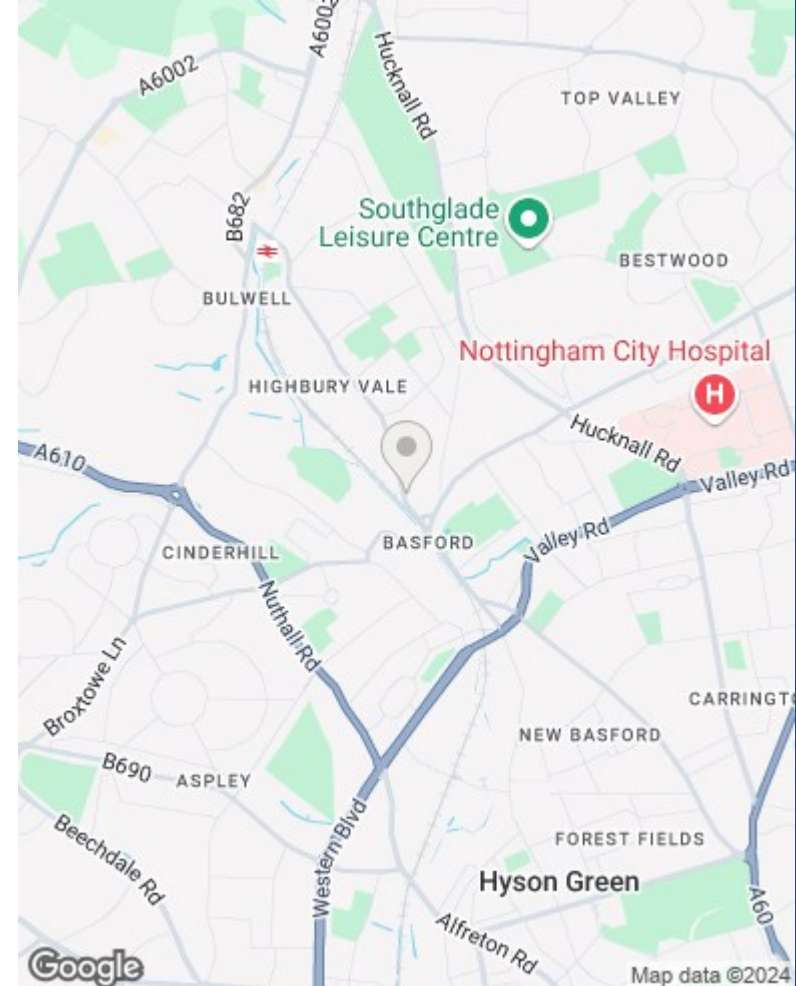 A6002
Hucknall Rd
A6002
TOP VALLEY
B682
Southglade
Leisure Centre
BESTWOOD
BULWELL
Nottingham City Hospital
H
HIGHBURY VALE
Hucknall Rd
A610
Valley Rd
BASFORD
Valley Rd
CINDERHILL
Nuthall Rd
Broxtowe Ln
CARRINGTO
NEW BASFORD
B690
ASPLEY
Beechdale Rd
Western Blvd
FOREST FIELDS
Hyson Green
A60
Alfreton Rd
Google
Map data ©2024